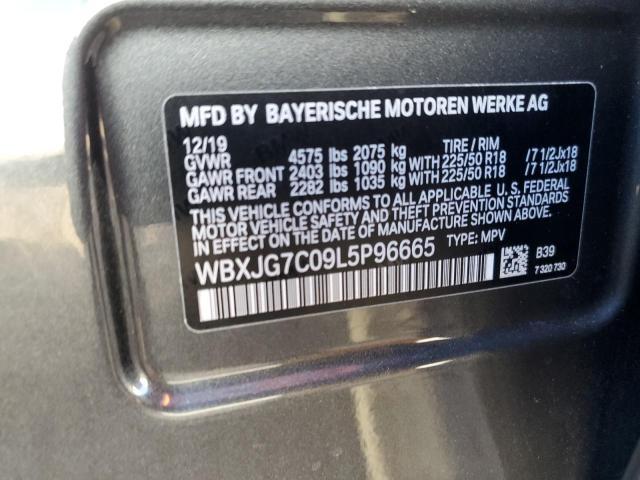 MFD BY BAYERISCHE MOTOREN WERKE AG
12/19 TIRE / RIM
GVWR 4575 lbs 2075 kg
GAWR FRONT 2403 lbs 1090 kg WITH 225/50 R18 /7 1/2Jx18
GAWR REAR 2282 lbs 1035 kg WITH 225/50 R18 /7 1/2Jx18
THIS VEHICLE CONFORMS TO ALL APPLICABLE U.S. FEDERAL
MOTOR VEHICLE SAFETY AND THEFT PREVENTION STANDARDS
IN EFFECT ON THE DATE OF MANUFACTURE SHOWN ABOVE.
WBXJG7C09L5P96665 TYPE: MPV
B39
7 320 730